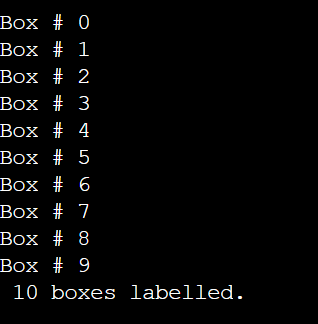 Box # 0
Box # 1
Box # 2
Box # 3
Box # 4
Box # 5
Box # 6
Box # 7
Box # 8
Box # 9
10 boxes labelled.